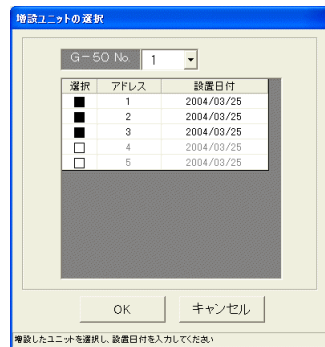 増設ユニットの選択
G-50 No. 1
選択 アドレス 設置日付
1 2004/03/25
2 2004/03/25
3 2004/03/25
4 2004/03/25
5 2004/03/25
OK キャンセル
増設したユニットを選択し、設置日付を入力してください